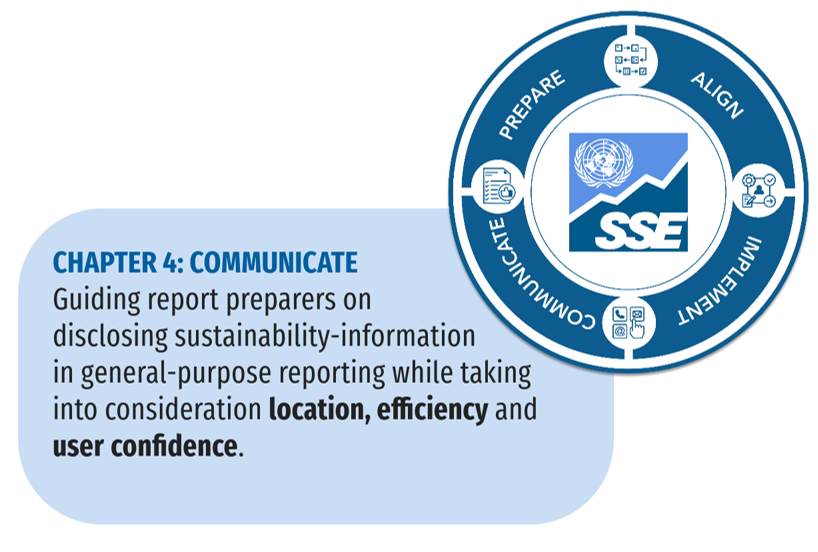 PREPARE
ALIGN
SSE
COMMUNICATE
IMPLEMENT
CHAPTER 4: COMMUNICATE
Guiding report preparers on
disclosing sustainability-information
in general-purpose reporting while taking
into consideration location, efficiency and
user confidence.